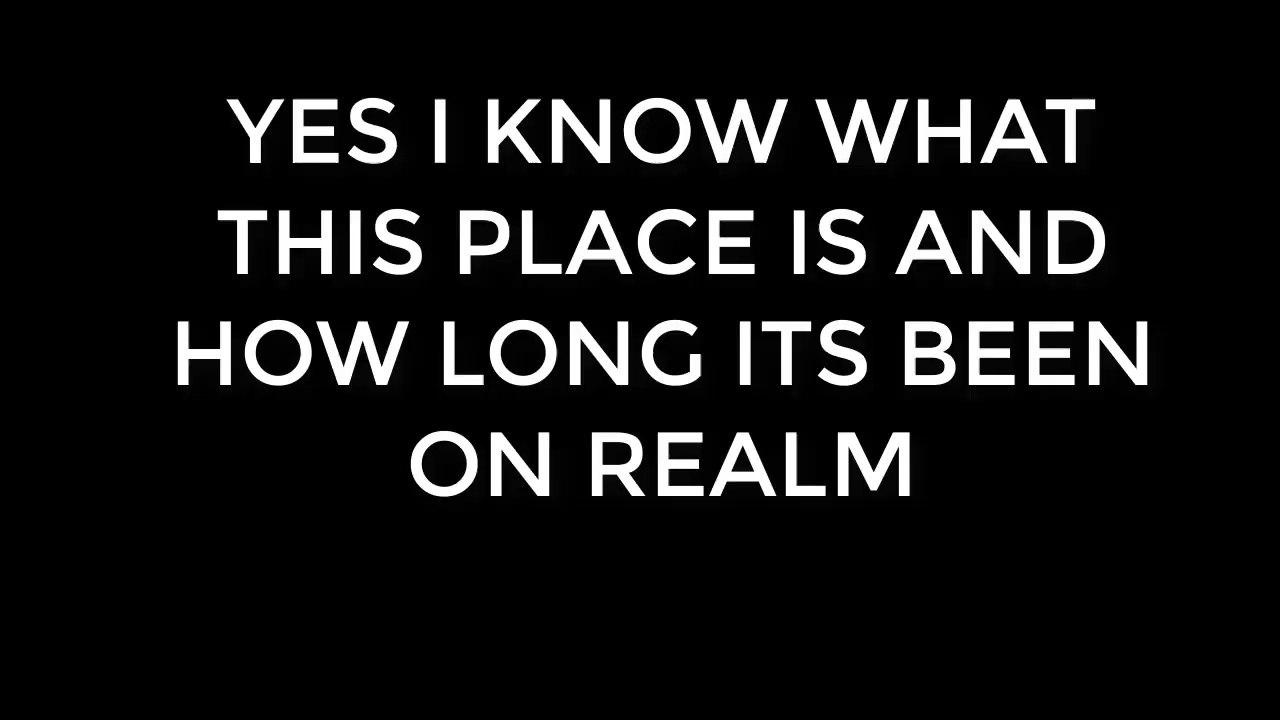 YES I KNOW WHAT
THIS PLACE IS AND
HOW LONG ITS BEEN
ON REALM